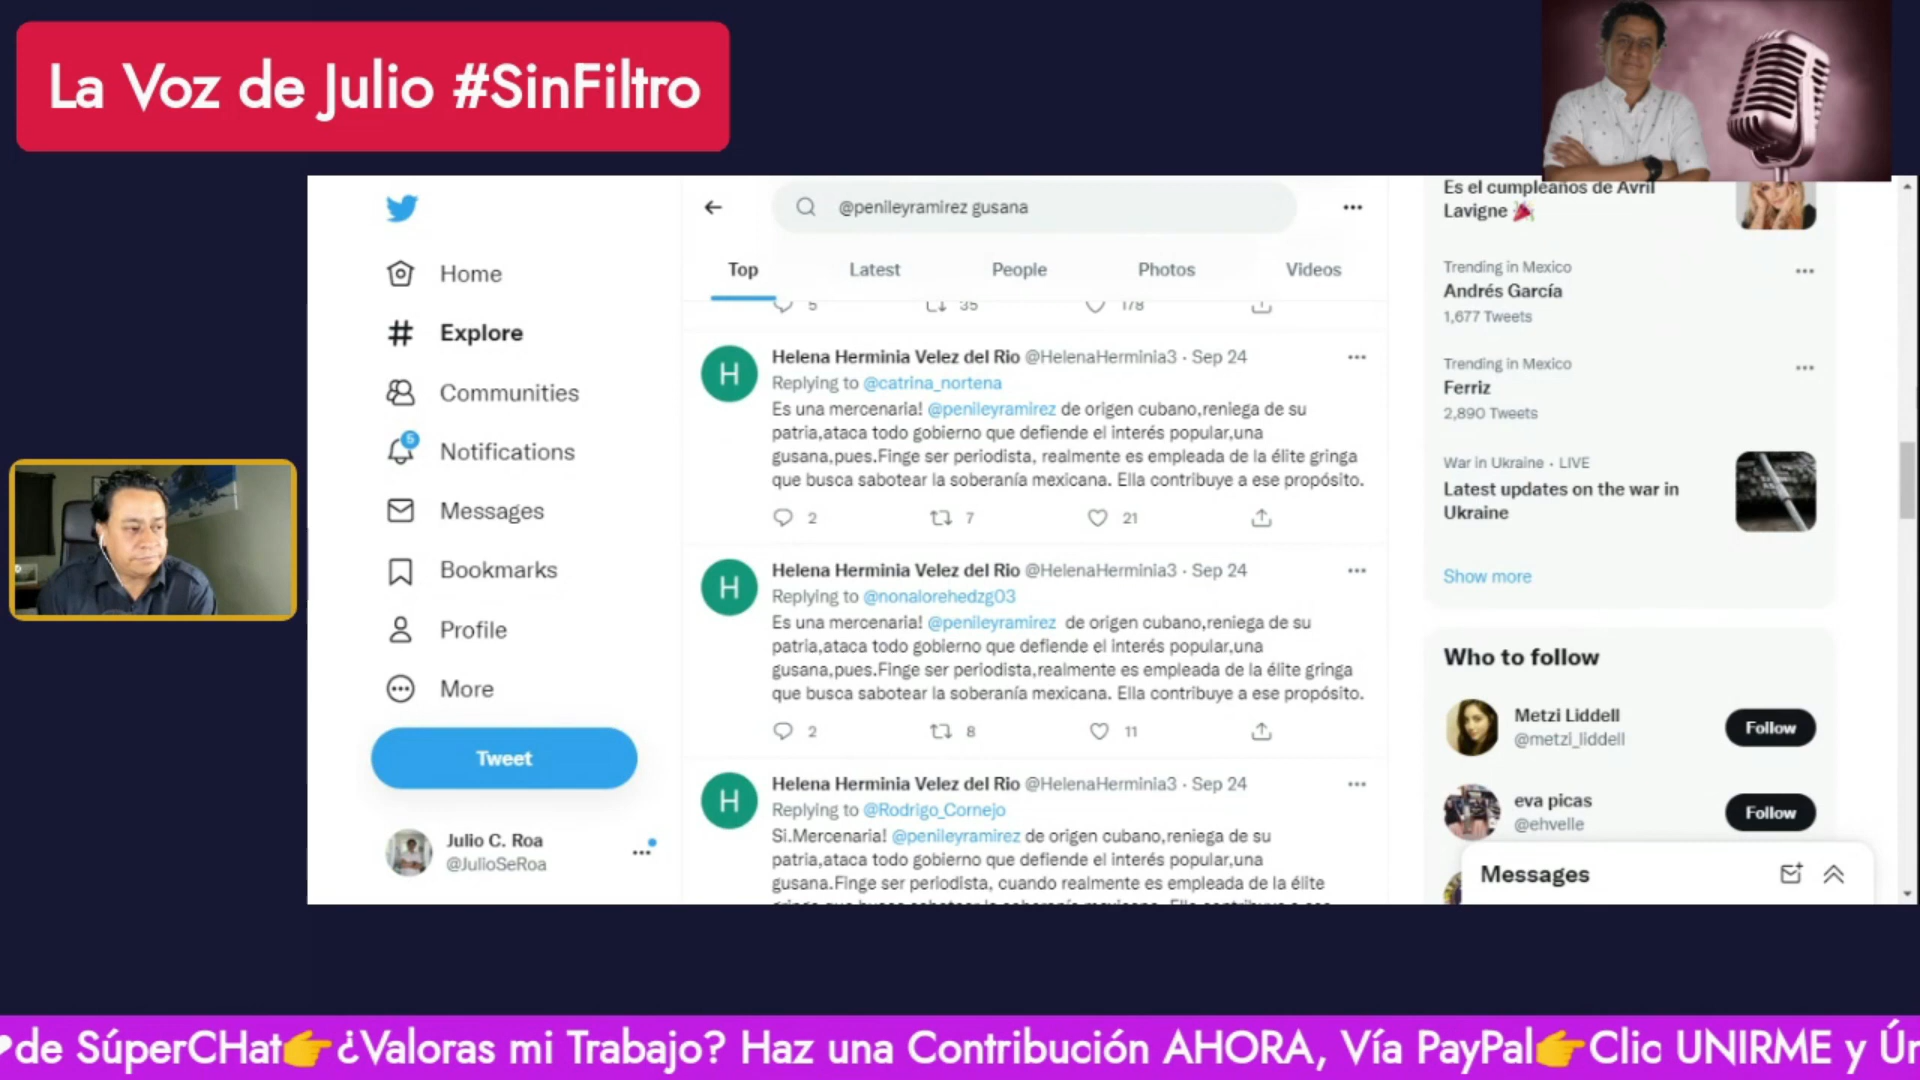 La Voz de Julio #SinFiltro
Home
Explore
Communities
5
Notifications
Messages
Bookmarks
Profile
More
Tweet
Julio C. Roa
@JulioSeRoa
@penileyramirez gusana
Top Latest People Photos Videos
5 35 178
Helena Herminia Velez del Rio @HelenaHerminia3 · Sep 24
Replying to @catrina_nortena
Es una mercenaria! @penileyramirez de origen cubano,reniega de su
patria,ataca todo gobierno que defiende el interés popular,una
gusana,pues.Finge ser periodista, realmente es empleada de la élite gringa
que busca sabotear la soberanía mexicana. Ella contribuye a ese propósito.
2 7 21
H
Helena Herminia Velez del Rio @HelenaHerminia3 · Sep 24
Replying to @nonalorehedzg03
Es una mercenaria! @penileyramirez de origen cubano,reniega de su
patria,ataca todo gobierno que defiende el interés popular,una
gusana,pues.Finge ser periodista,realmente es empleada de la élite gringa
que busca sabotear la soberanía mexicana. Ella contribuye a ese propósito.
2 8 11
H
Helena Herminia Velez del Rio @HelenaHerminia3 · Sep 24
Replying to @Rodrigo_Cornejo
Si.Mercenaria! @penileyramirez de origen cubano,reniega de su
patria,ataca todo gobierno que defiende el interés popular,una
gusana.Finge ser periodista, cuando realmente es empleada de la élite
H
Es el cumpleaños de Avril
Lavigne 🎉
Trending in Mexico
Andrés García
1,677 Tweets
Trending in Mexico
Ferriz
2,890 Tweets
War in Ukraine · LIVE
Latest updates on the war in
Ukraine
Show more
Who to follow
Metzi Liddell
@metzi_liddell
Follow
eva picas
@ehvelle
Follow
Messages
de SúperCHat👉¿Valoras mi Trabajo? Haz una Contribución AHORA, Vía PayPal👉Clic UNIRME y Ún